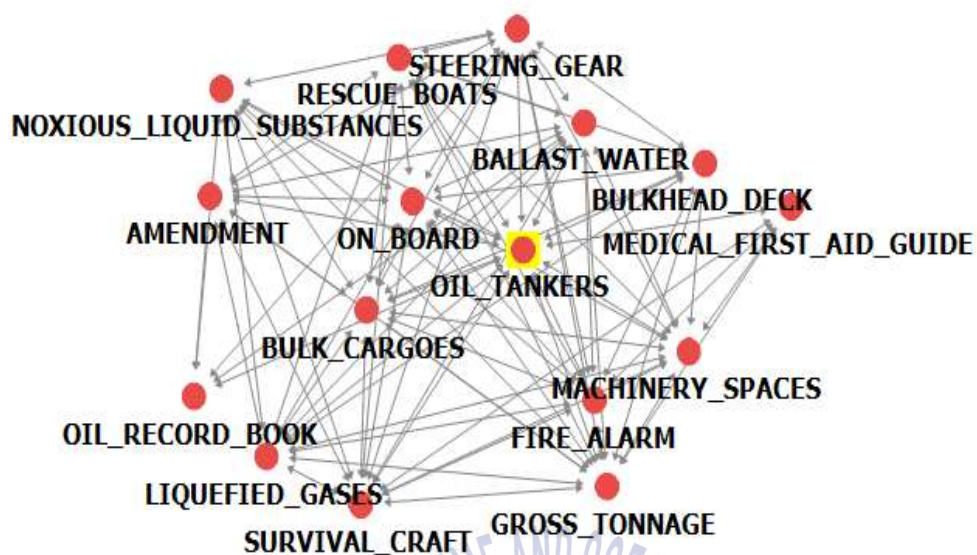 STEERING_GEAR
RESCUE_BOATS
NOXIOUS_LIQUID_SUBSTANCES
BALLAST_WATER
BULKHEAD_DECK
AMENDMENT
ON_BOARD
MEDICAL_FIRST_AID_GUIDE
OIL_TANKERS
BULK_CARGOES
MACHINERY_SPACES
OIL_RECORD_BOOK
FIRE_ALARM
LIQUEFIED_GASES
GROSS_TONNAGE
SURVIVAL_CRAFT